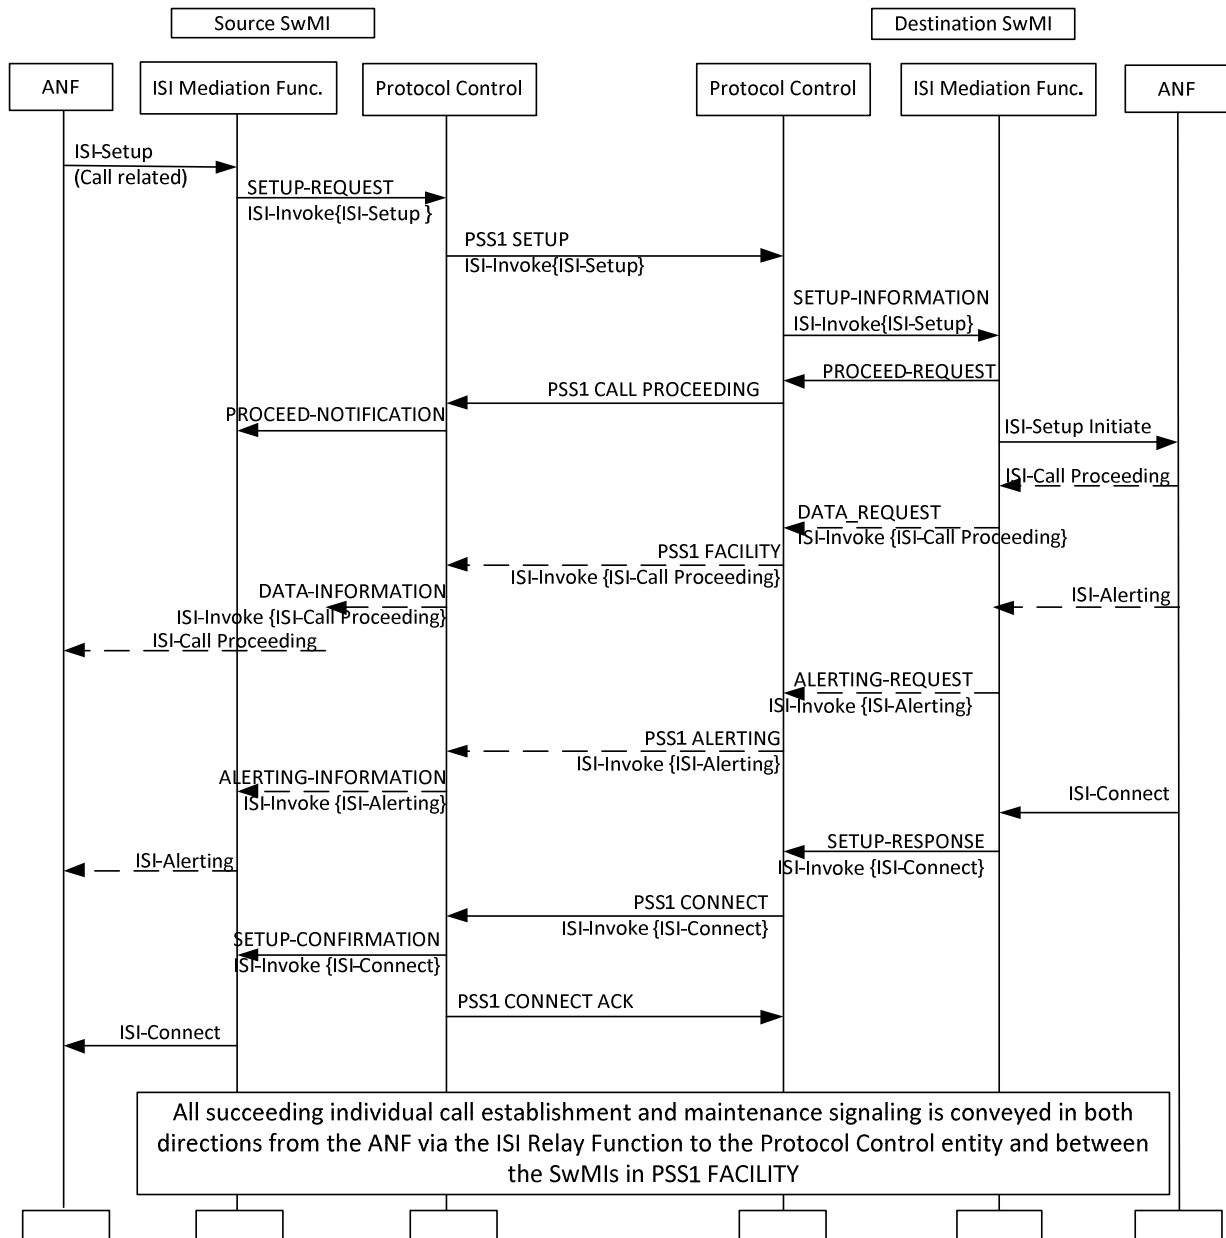 Source SwMI
Destination SwMI
ANF
ISI Mediation Func.
Protocol Control
Protocol Control
ISI Mediation Func.
ANF
ISI-Setup
(Call related)
SETUP-REQUEST
ISI-Invoke{ISI-Setup }
PSS1 SETUP
ISI-Invoke{ISI-Setup}
SETUP-INFORMATION
ISI-Invoke{ISI-Setup}
PROCEED-REQUEST
PSS1 CALL PROCEEDING
PROCEED-NOTIFICATION
ISI-Setup Initiate
ISI-Call Proceeding
DATA_REQUEST
ISI-Invoke {ISI-Call Proceeding}
PSS1 FACILITY
ISI-Invoke {ISI-Call Proceeding}
DATA-INFORMATION
ISI-Invoke {ISI-Call Proceeding}
ISI-Alerting
ISI-Call Proceeding
ALERTING-REQUEST
ISI-Invoke {ISI-Alerting}
PSS1 ALERTING
ISI-Invoke {ISI-Alerting}
ALERTING-INFORMATION
ISI-Invoke {ISI-Alerting}
ISI-Connect
SETUP-RESPONSE
ISI-Invoke {ISI-Connect}
ISI-Alerting
PSS1 CONNECT
ISI-Invoke {ISI-Connect}
SETUP-CONFIRMATION
ISI-Invoke {ISI-Connect}
PSS1 CONNECT ACK
ISI-Connect
All succeeding individual call establishment and maintenance signaling is conveyed in both
directions from the ANF via the ISI Relay Function to the Protocol Control entity and between
the SwMIs in PSS1 FACILITY